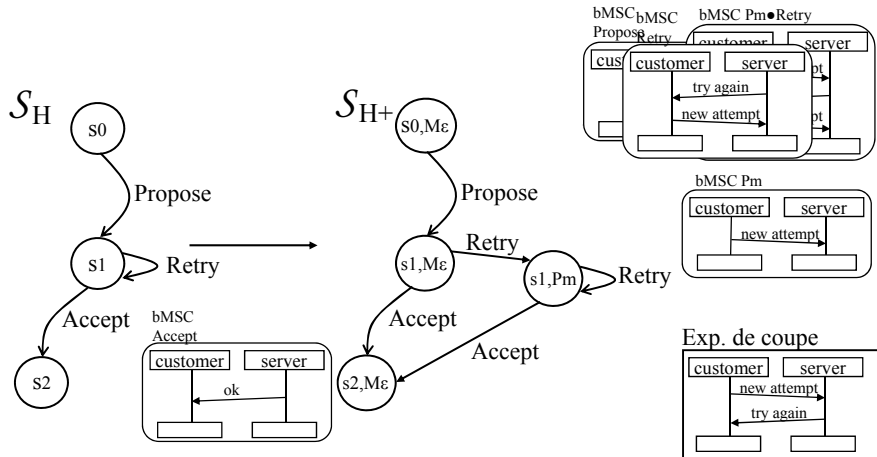 bMSC
Propose
bMSC
Retry
bMSC Pm●Retry
customer
server
customer
server
try again
new attempt
S H
S H+
s0
s0,Mε
Propose
Propose
bMSC Pm
customer
server
new attempt
s1
Retry
s1,Mε
Retry
s1,Pm
Retry
Accept
Accept
Accept
bMSC
Accept
customer
server
ok
s2
s2,Mε
Exp. de coupe
customer
server
new attempt
try again